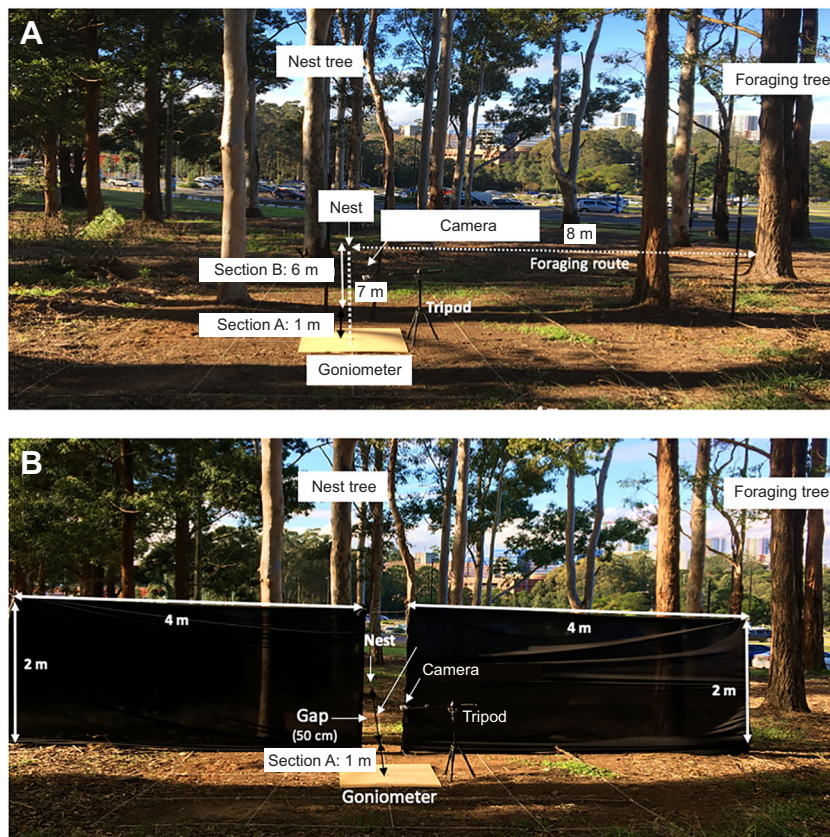 A
Nest tree
Foraging tree
Nest
Camera
8 m
Foraging route
Section B: 6 m
7 m
Tripod
Section A: 1 m
Goniometer
B
Nest tree
Foraging tree
4 m
4 m
Nest
2 m
Camera
2 m
Gap
(50 cm)
Tripod
Section A: 1 m
Goniometer